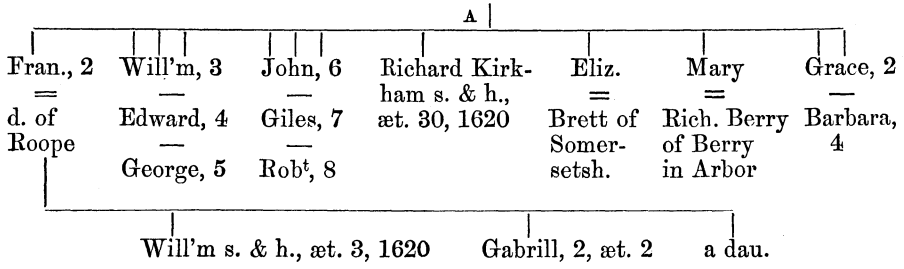 A
Fran., 2 Will'm, 3 John, 6 Richard Kirk- Eliz. Mary Grace, 2
= — — ham s. & h., = = —
d. of Edward, 4 Giles, 7 æt. 30, 1620 Brett of Rich. Berry Barbara,
Roope — — Somer- of Berry 4
George, 5 Robᵗ, 8 setsh. in Arbor
Will'm s. & h., æt. 3, 1620 Gabrill, 2, æt. 2 a dau.